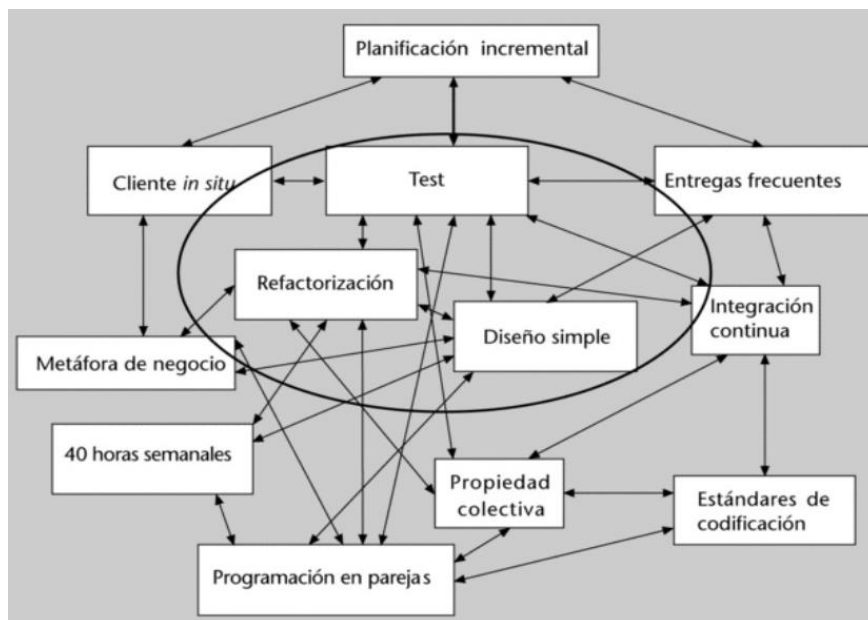 Planificación incremental
Cliente in situ
Test
Entregas frecuentes
Refactorización
Diseño simple
Integración
continua
Metáfora de negocio
40 horas semanales
Propiedad
colectiva
Estándares de
codificación
Programación en parejas